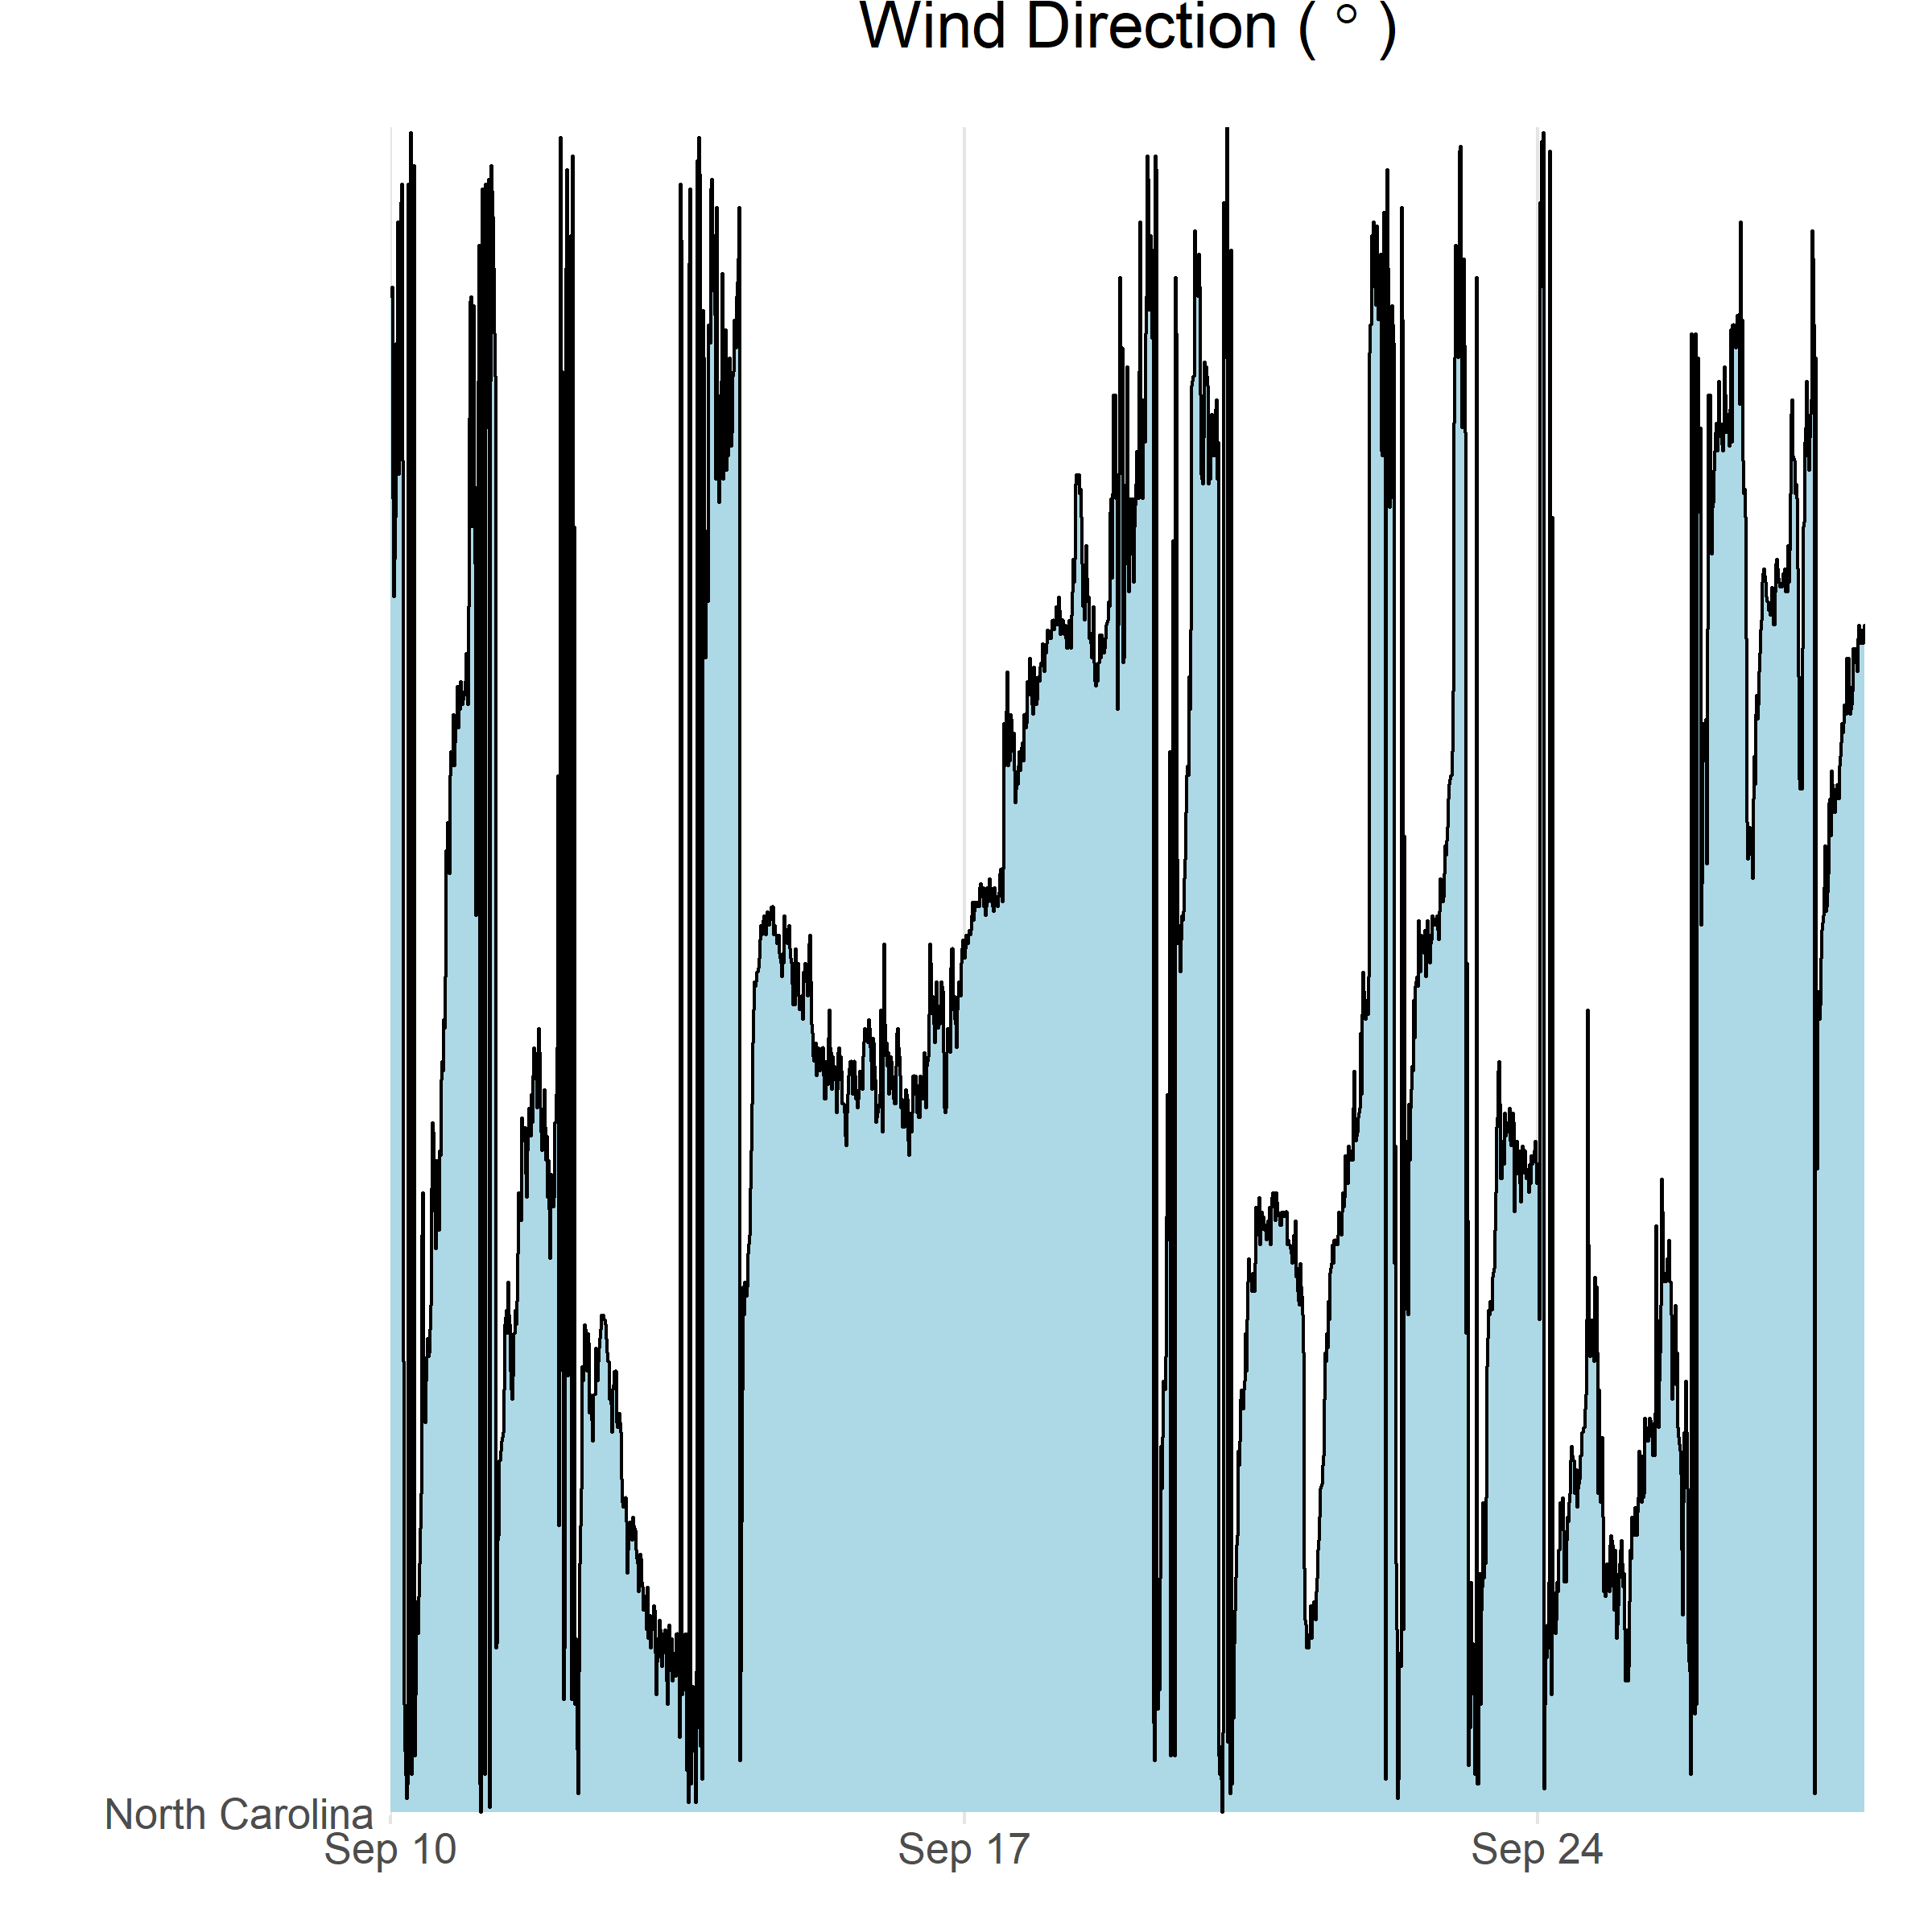 Wind Direction ( ° )
North Carolina
Sep 10
Sep 17
Sep 24